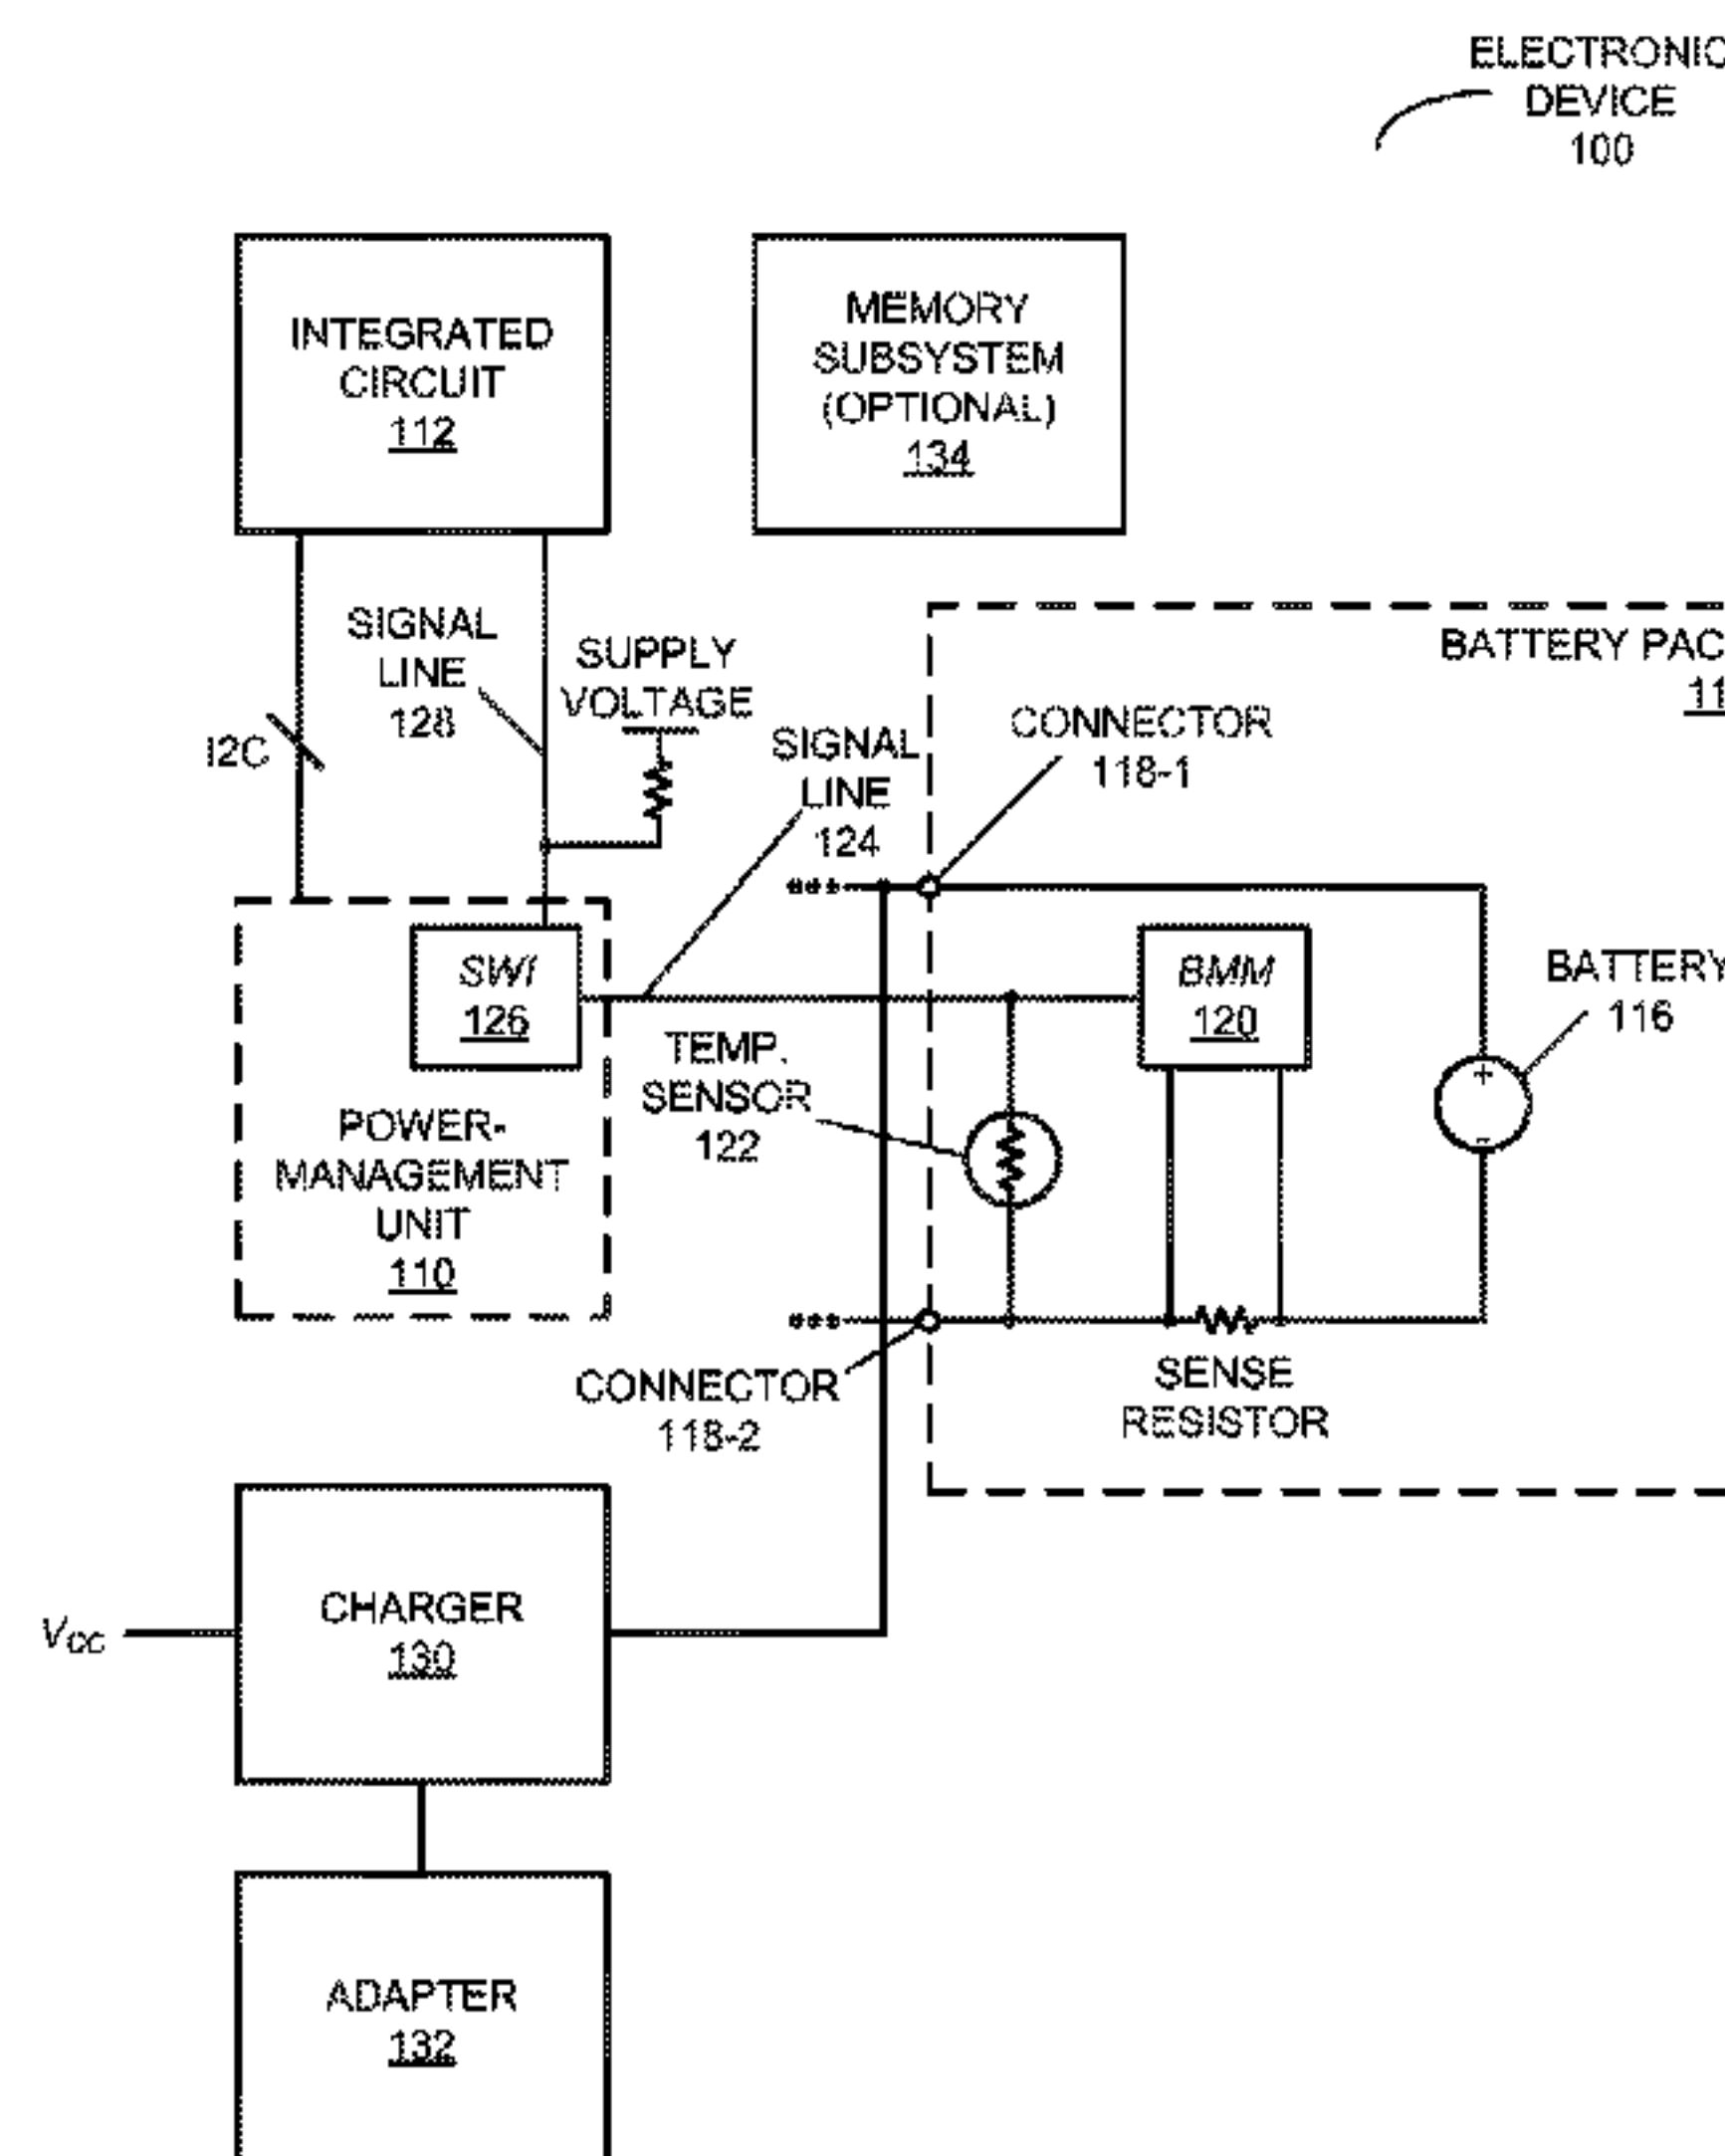 ELECTRONIC
DEVICE
100
INTEGRATED
CIRCUIT
112
MEMORY
SUBSYSTEM
(OPTIONAL)
134
SIGNAL
LINE
128
I2C
SUPPLY
VOLTAGE
SIGNAL
LINE
124
CONNECTOR
118-1
BATTERY PAC
11
SWI
126
BMM
120
BATTERY
116
TEMP.
SENSOR
122
POWER-
MANAGEMENT
UNIT
110
CONNECTOR
118-2
SENSE
RESISTOR
Vcc
CHARGER
130
ADAPTER
132